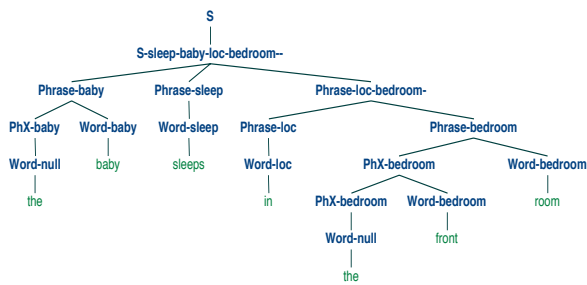 S
S-sleep-baby-loc-bedroom--
Phrase-baby Phrase-sleep Phrase-loc-bedroom-
PhX-baby Word-baby Word-sleep Phrase-loc Phrase-bedroom
Word-null baby sleeps Word-loc PhX-bedroom Word-bedroom
the in PhX-bedroom Word-bedroom room
Word-null front
the